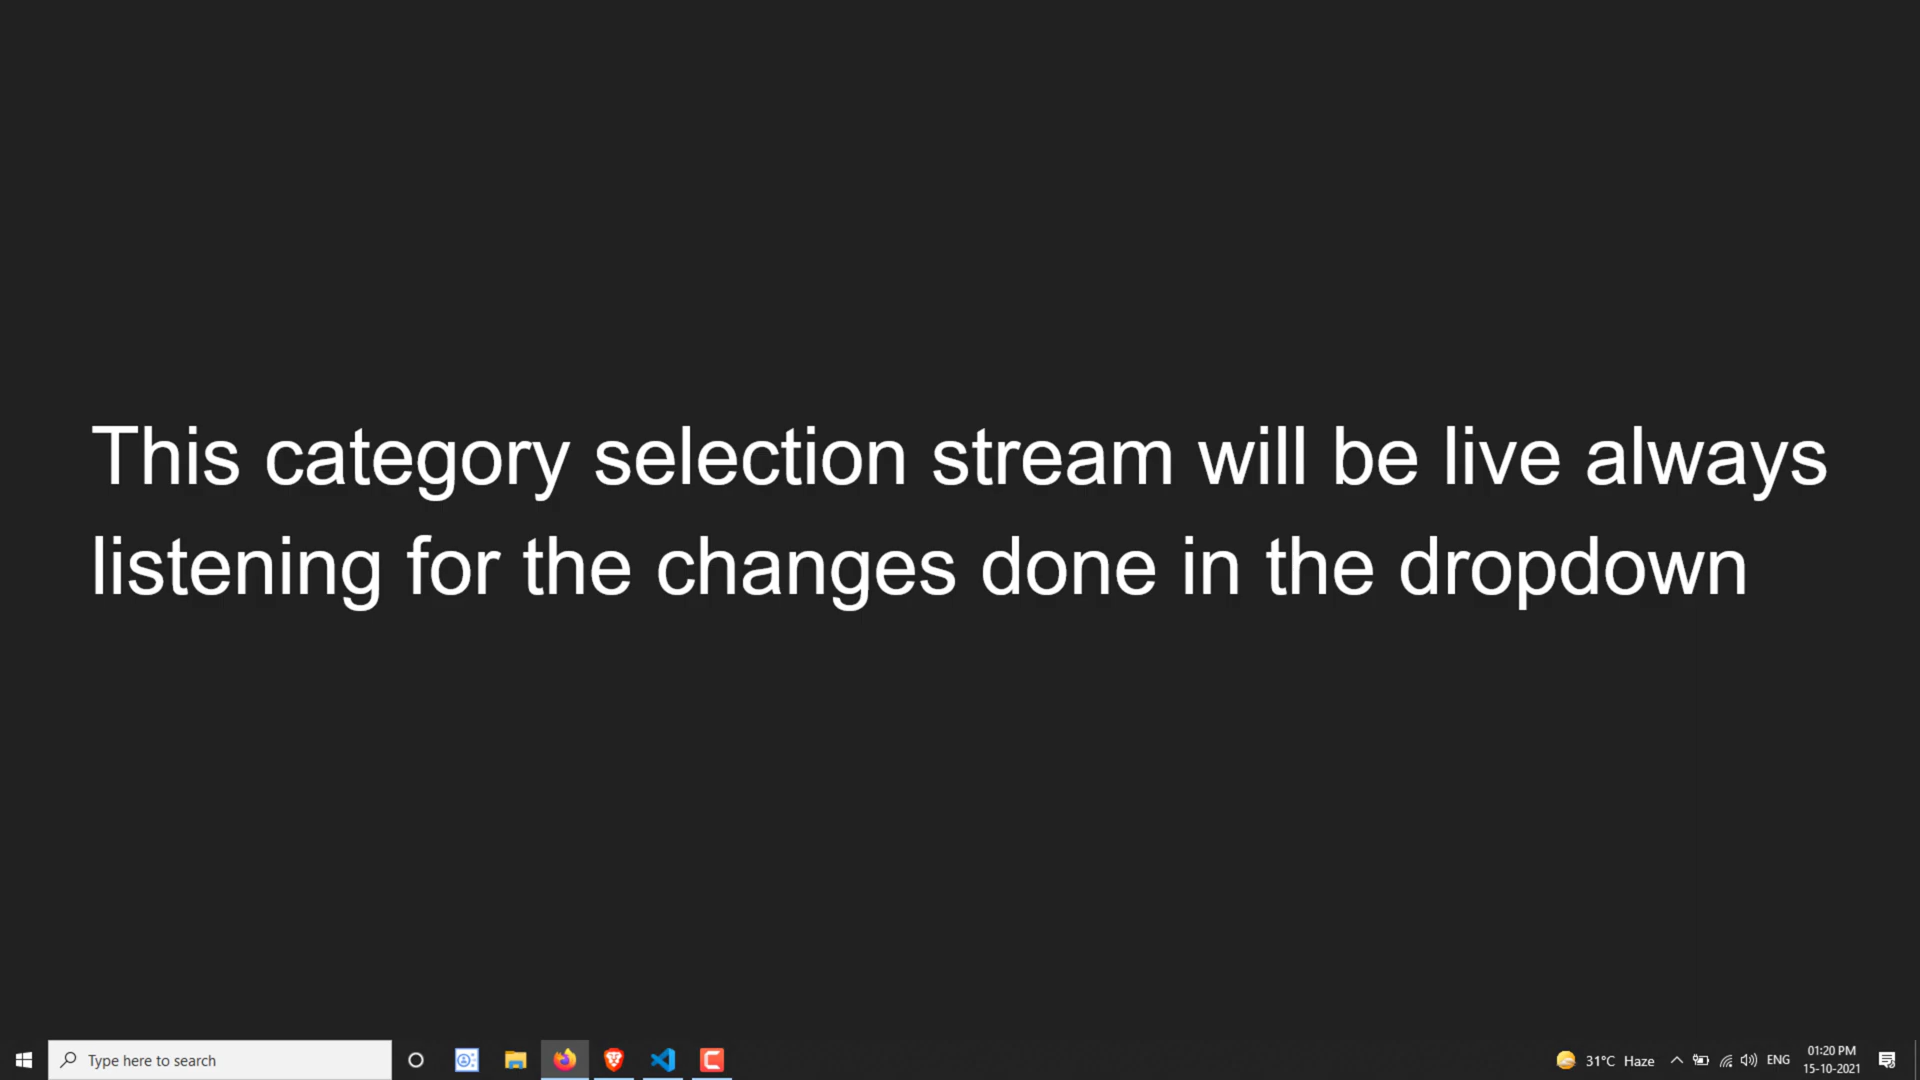 This category selection stream will be live always
listening for the changes done in the dropdown
Type here to search
31°C Haze
ENG
01:20 PM
15-10-2021